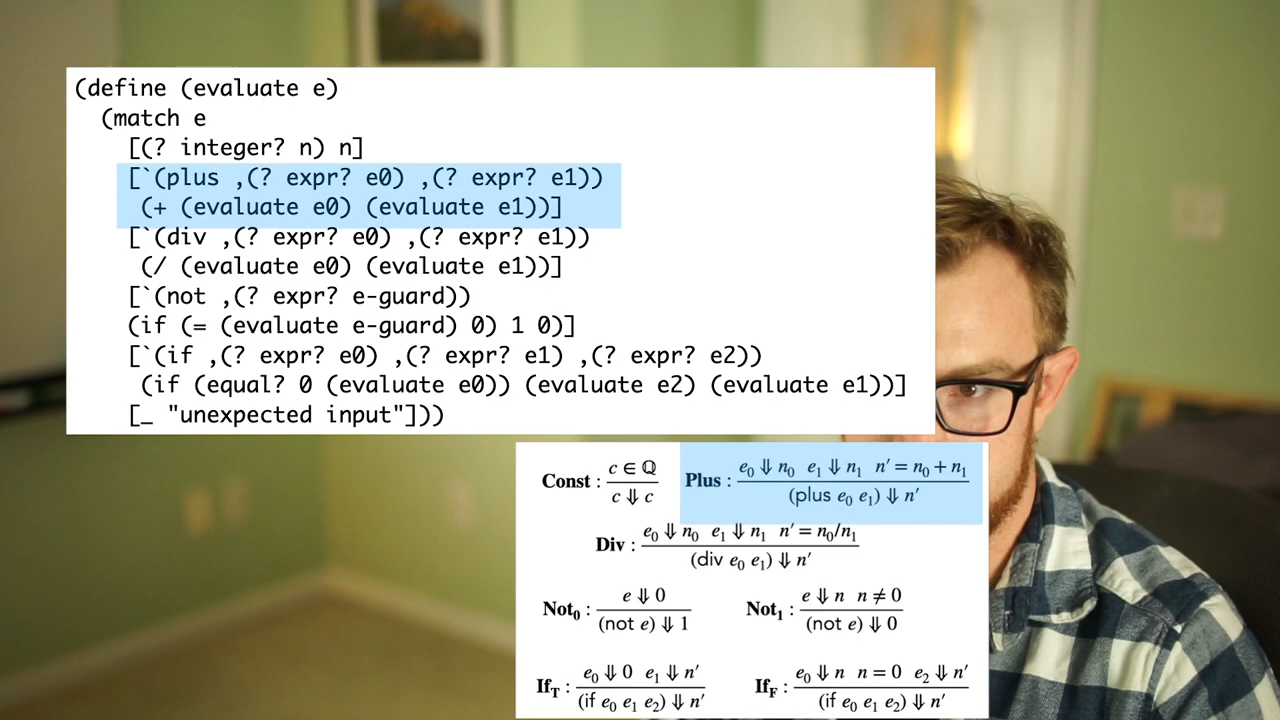 (define (evaluate e)
(match e
[(? integer? n) n]
[`(plus ,(? expr? e0) ,(? expr? e1))
(+ (evaluate e0) (evaluate e1))]
[`(div ,(? expr? e0) ,(? expr? e1))
(/ (evaluate e0) (evaluate e1))]
[`(not ,(? expr? e-guard))
(if (= (evaluate e-guard) 0) 1 0)]
[`(if ,(? expr? e0) ,(? expr? e1) ,(? expr? e2))
(if (equal? 0 (evaluate e0)) (evaluate e2) (evaluate e1))]
[_ "unexpected input"]))
Const : c ∈ ℚ / c ⇓ c
Plus : e₀ ⇓ n₀ e₁ ⇓ n₁ n′ = n₀ + n₁ / (plus e₀ e₁) ⇓ n′
Div : e₀ ⇓ n₀ e₁ ⇓ n₁ n′ = n₀/n₁ / (div e₀ e₁) ⇓ n′
Not₀ : e ⇓ 0 / (not e) ⇓ 1
Not₁ : e ⇓ n n ≠ 0 / (not e) ⇓ 0
If_T : e₀ ⇓ 0 e₁ ⇓ n′ / (if e₀ e₁ e₂) ⇓ n′
If_F : e₀ ⇓ n n = 0 e₂ ⇓ n′ / (if e₀ e₁ e₂) ⇓ n′